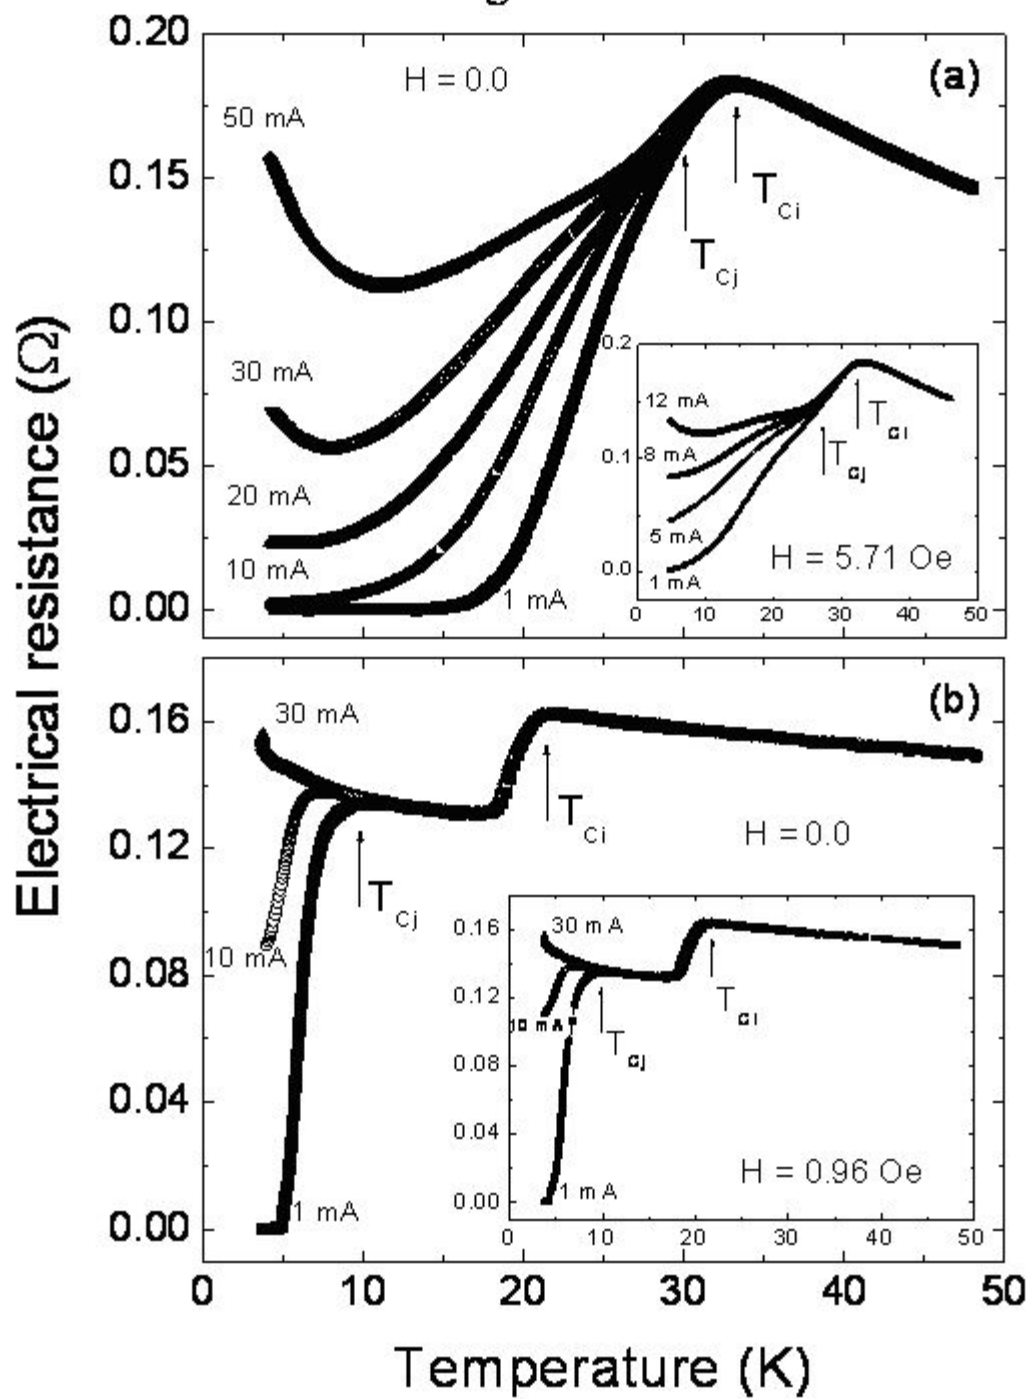 0.20
(a)
H = 0.0
50 mA
0.15
T Ci
T Cj
0.10
30 mA
0.05
20 mA
10 mA
0.00
1 mA
0.2
12 mA
T Ci
8 mA
0.1
T Cj
5 mA
H = 5.71 Oe
0.0
1 mA
0 10 20 30 40 50
Electrical resistance (Ω)
(b)
30 mA
0.16
T Ci
H = 0.0
0.12
T Cj
10 mA
0.08
0.04
1 mA
0.00
30 mA
0.16
T Ci
0.12
10 mA
T Cj
0.08
0.04
H = 0.96 Oe
1 mA
0.00
0 10 20 30 40 50
0 10 20 30 40 50
Temperature (K)